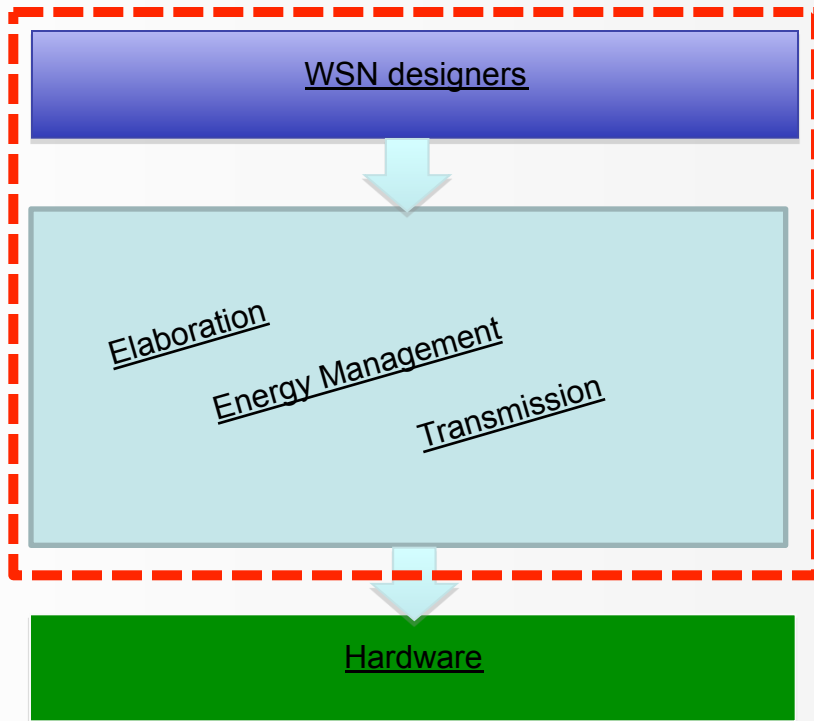 WSN designers
Elaboration
Energy Management
Transmission
Hardware